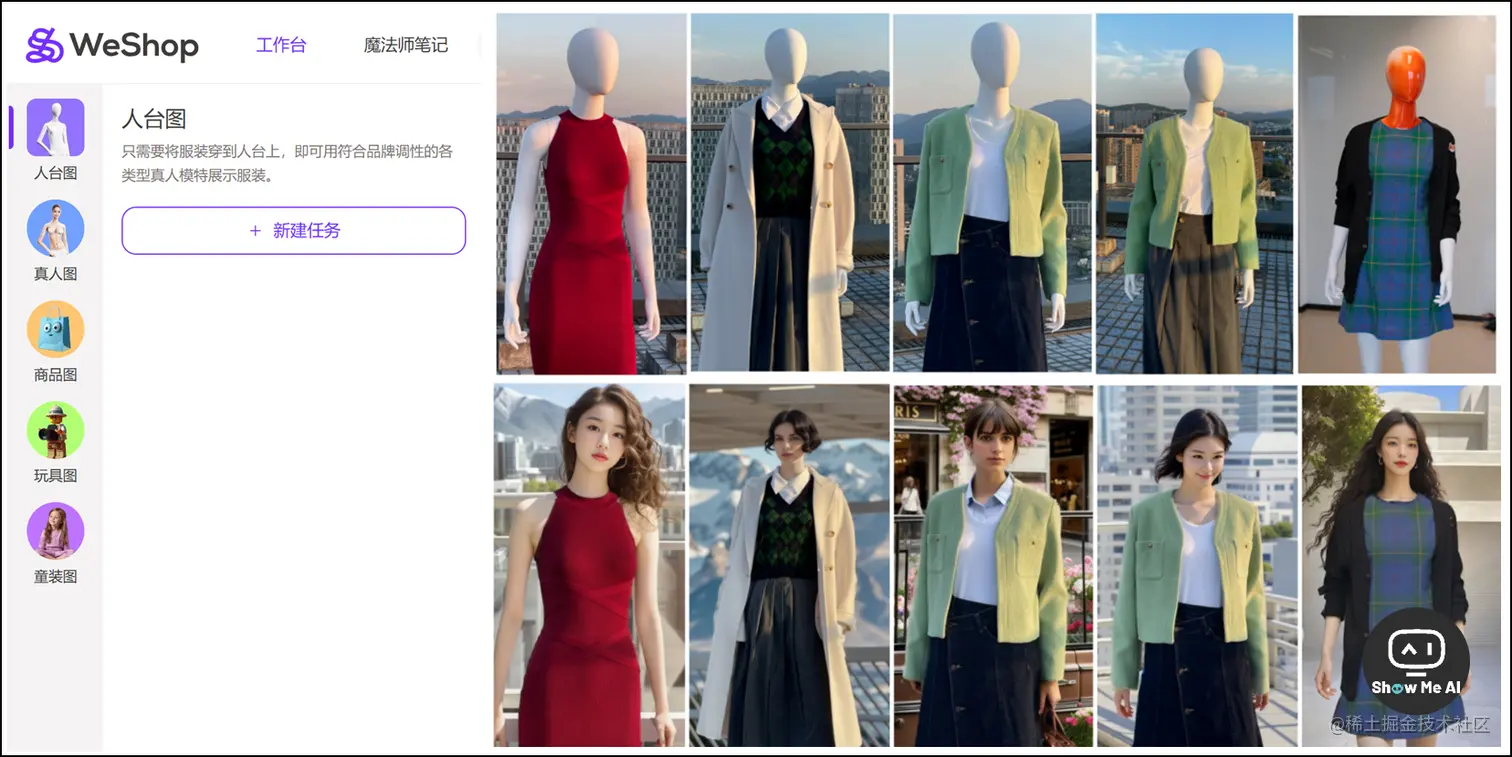 WeShop
工作台
魔法师笔记
人台图
只需要将服装穿到人台上，即可用符合品牌调性的各
类型真人模特展示服装。
+ 新建任务
人台图
真人图
商品图
玩具图
童装图
RIS
AI
Show Me AI
@稀土掘金技术社区